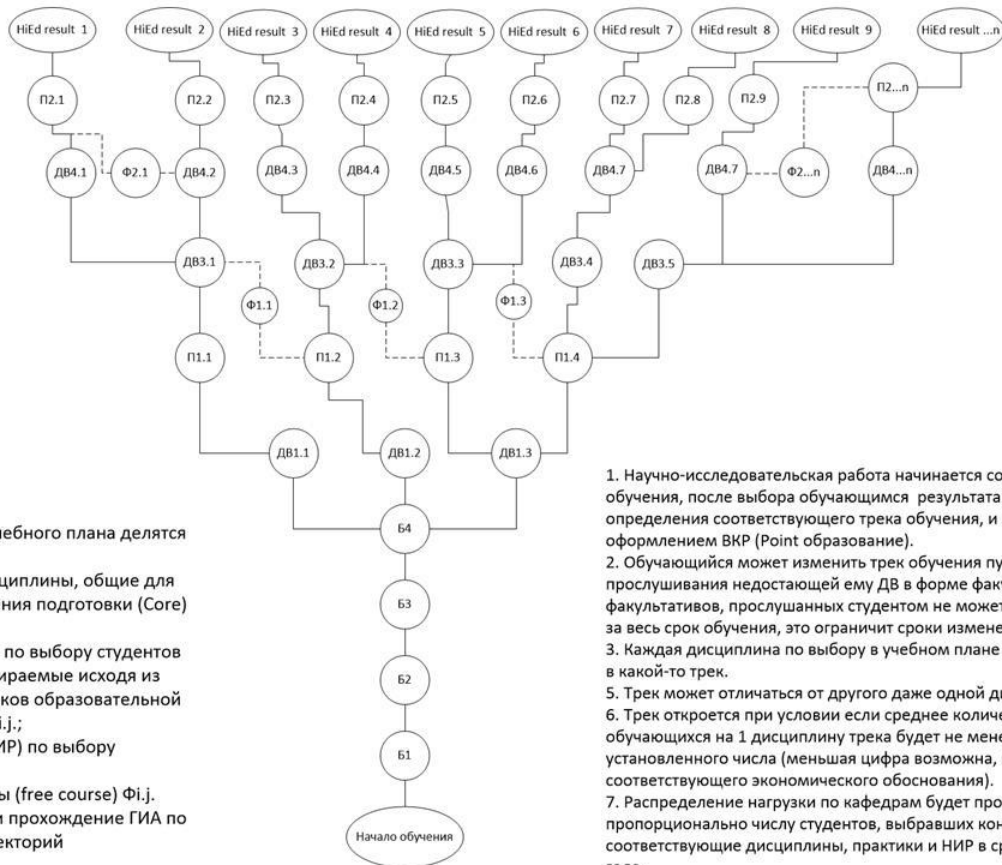 HiEd result 1
HiEd result 2
HiEd result 3
HiEd result 4
HiEd result 5
HiEd result 6
HiEd result 7
HiEd result 8
HiEd result 9
HiEd result ...n
П2.1
П2.2
П2.3
П2.4
П2.5
П2.6
П2.7
П2.8
П2.9
П2...n
ДВ4.1
Ф2.1
ДВ4.2
ДВ4.3
ДВ4.4
ДВ4.5
ДВ4.6
ДВ4.7
ДВ4.7
Ф2...n
ДВ4...n
ДВ3.1
ДВ3.2
ДВ3.3
ДВ3.4
ДВ3.5
Ф1.1
Ф1.2
Ф1.3
П1.1
П1.2
П1.3
П1.4
ДВ1.1
ДВ1.2
ДВ1.3
Б4
Б3
Б2
Б1
Начало обучения
чебного плана делятся
циплины, общие для
ния подготовки (Core)
по выбору студентов
ираемые исходя из
ков образовательной
i.j.;
ИР) по выбору
ы (free course) Фi.j.
и прохождение ГИА по
екторий
1. Научно-исследовательская работа начинается со
обучения, после выбора обучающимся результата
определения соответствующего трека обучения, и
оформлением ВКР (Point образование).
2. Обучающийся может изменить трек обучения пу
прослушивания недостающей ему ДВ в форме фак
факультативов, прослушанных студентом не может
за весь срок обучения, это ограничит сроки измене
3. Каждая дисциплина по выбору в учебном плане
в какой-то трек.
5. Трек может отличаться от другого даже одной д
6. Трек откроется при условии если среднее количе
обучающихся на 1 дисциплину трека будет не мене
установленного числа (меньшая цифра возможна,
соответствующего экономического обоснования).
7. Распределение нагрузки по кафедрам будет про
пропорционально числу студентов, выбравших кон
соответствующие дисциплины, практики и НИР в ср